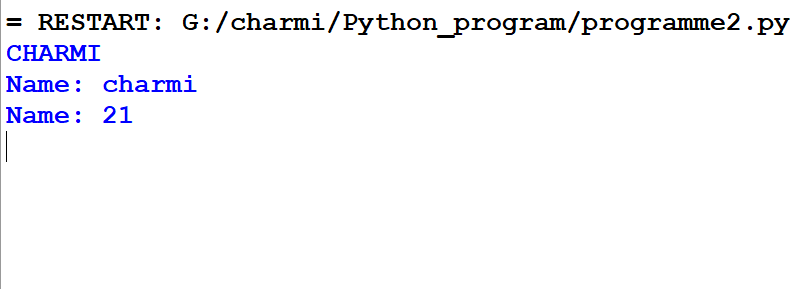 = RESTART: G:/charmi/Python_program/programme2.py
CHARMI
Name: charmi
Name: 21